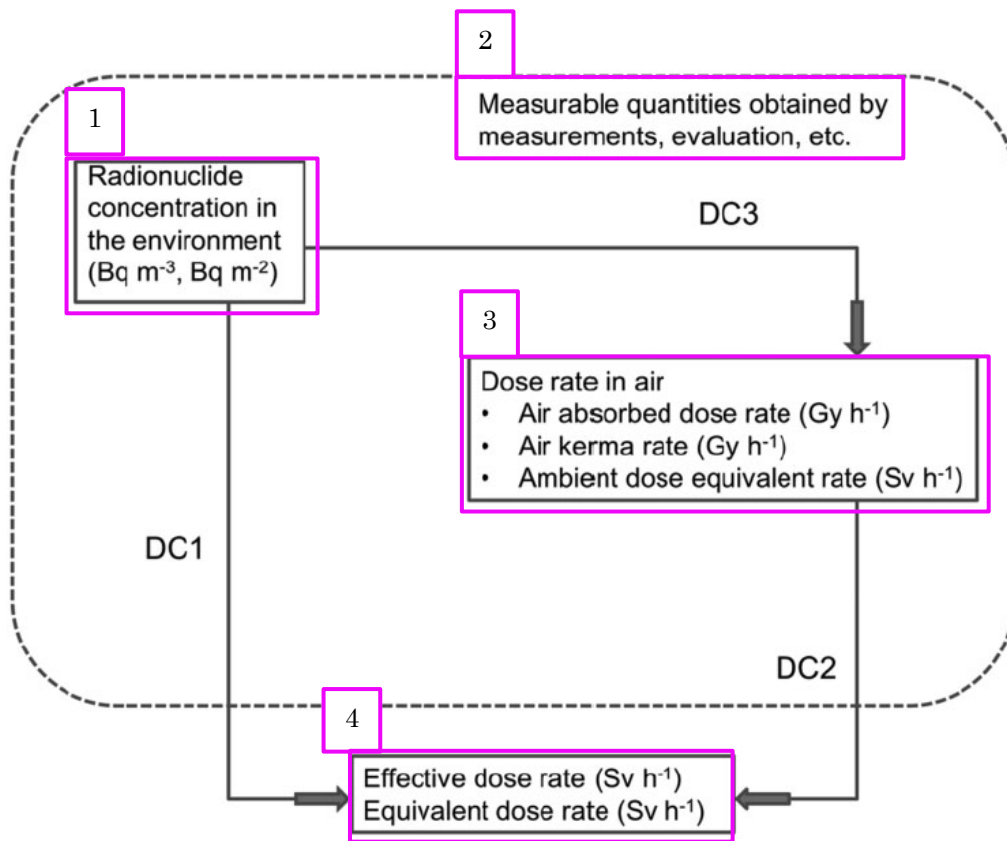 2
Measurable quantities obtained by
measurements, evaluation, etc.
1
Radionuclide
concentration in
the environment
(Bq m⁻³, Bq m⁻²)
DC3
3
Dose rate in air
• Air absorbed dose rate (Gy h⁻¹)
• Air kerma rate (Gy h⁻¹)
• Ambient dose equivalent rate (Sv h⁻¹)
DC1
DC2
4
Effective dose rate (Sv h⁻¹)
Equivalent dose rate (Sv h⁻¹)